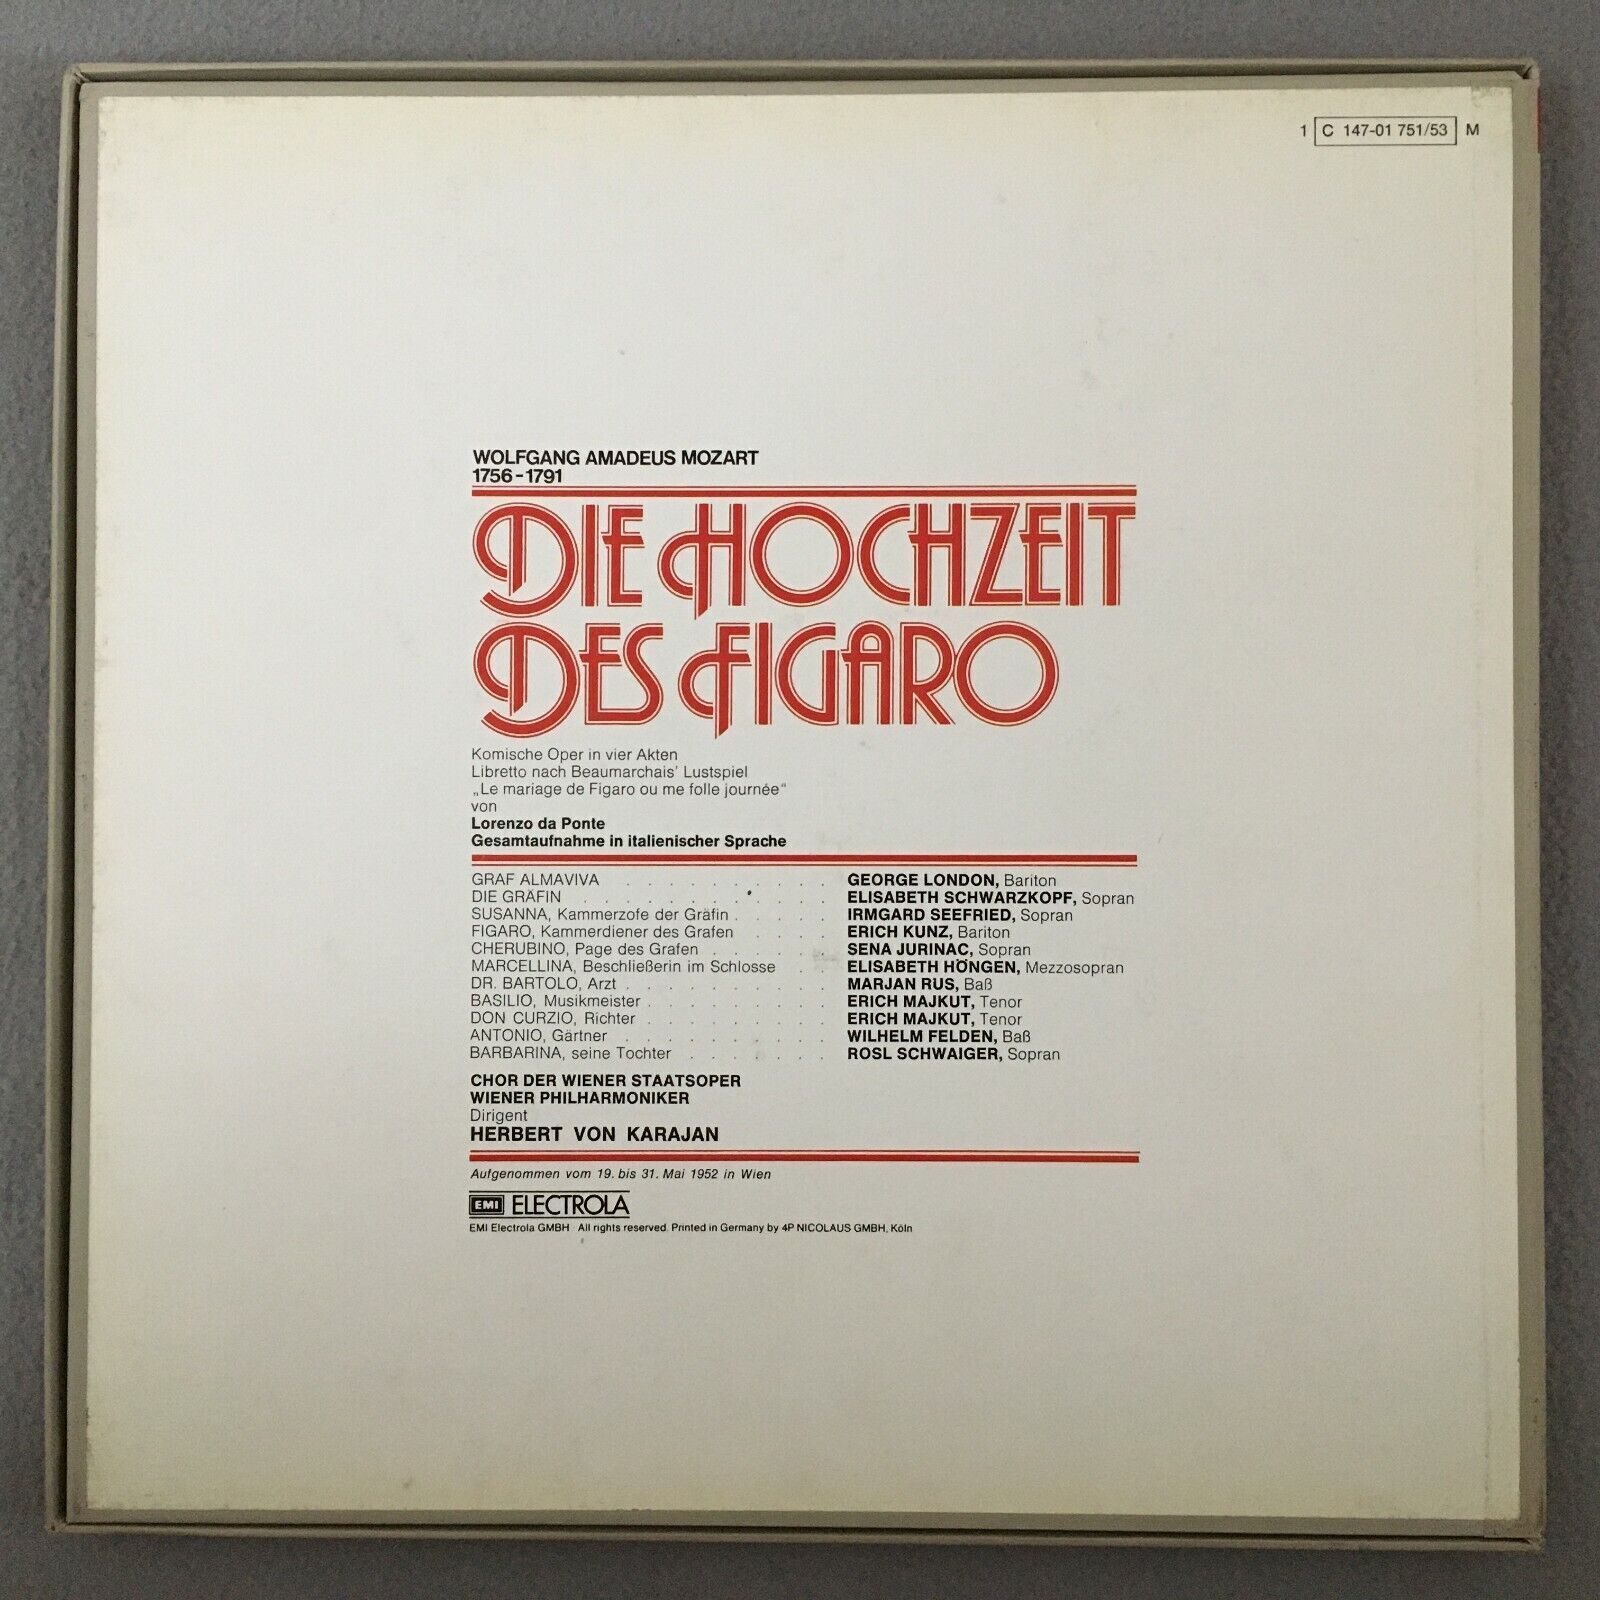 1 C 147-01 751/53 M
WOLFGANG AMADEUS MOZART
1756-1791
DIE HOCHZEIT
DES FIGARO
Komische Oper in vier Akten
Libretto nach Beaumarchais' Lustspiel
„Le mariage de Figaro ou me folle journée“
von
Lorenzo da Ponte
Gesamtaufnahme in italienischer Sprache
GRAF ALMAVIVA . . . . . . . . . . GEORGE LONDON, Bariton
DIE GRÄFIN . . . . . . . . . . . . ELISABETH SCHWARZKOPF, Sopran
SUSANNA, Kammerzofe der Gräfin . . . . . IRMGARD SEEFRIED, Sopran
FIGARO, Kammerdiener des Grafen . . . . ERICH KUNZ, Bariton
CHERUBINO, Page des Grafen . . . . . . SENA JURINAC, Sopran
MARCELLINA, Beschließerin im Schlosse . . ELISABETH HÖNGEN, Mezzosopran
DR. BARTOLO, Arzt . . . . . . . . . . MARJAN RUS, Baß
BASILIO, Musikmeister . . . . . . . . . ERICH MAJKUT, Tenor
DON CURZIO, Richter . . . . . . . . . ERICH MAJKUT, Tenor
ANTONIO, Gärtner . . . . . . . . . . WILHELM FELDEN, Baß
BARBARINA, seine Tochter . . . . . . . ROSL SCHWAIGER, Sopran
CHOR DER WIENER STAATSOPER
WIENER PHILHARMONIKER
Dirigent
HERBERT VON KARAJAN
Aufgenommen vom 19. bis 31. Mai 1952 in Wien
EMI ELECTROLA
EMI Electrola GMBH · All rights reserved. Printed in Germany by 4P NICOLAUS GMBH, Köln